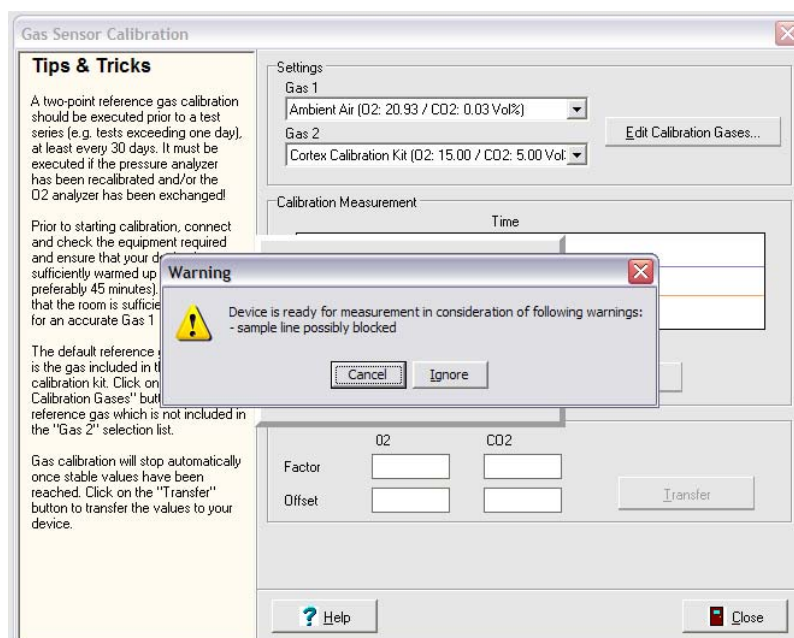 Gas Sensor Calibration
Tips & Tricks
A two-point reference gas calibration
should be executed prior to a test
series (e.g. tests exceeding one day),
at least every 30 days. It must be
executed if the pressure analyzer
has been recalibrated and/or the
O2 analyzer has been exchanged!
Prior to starting calibration, connect
and check the equipment required
and ensure that your
sufficiently warmed up
preferably 45 minutes).
that the room is
for an accurate Gas 1
The default reference
is the gas included in
calibration kit. Click on
Calibration Gases"
reference gas which is not included in
the "Gas 2" selection list.
Gas calibration will stop automatically
once stable values have been
reached. Click on the "Transfer"
button to transfer the values to your
device.
Settings
Gas 1
Ambient Air (O2: 20.93 / CO2: 0.03 Vol%)
Gas 2
Cortex Calibration Kit (O2: 15.00 / CO2: 5.00 Vol
Edit Calibration Gases...
Calibration Measurement
Time
Warning
Device is ready for measurement in consideration of following warnings:
- sample line possibly blocked
Cancel
Ignore
O2 CO2
Factor
Offset
Transfer
Help
Close